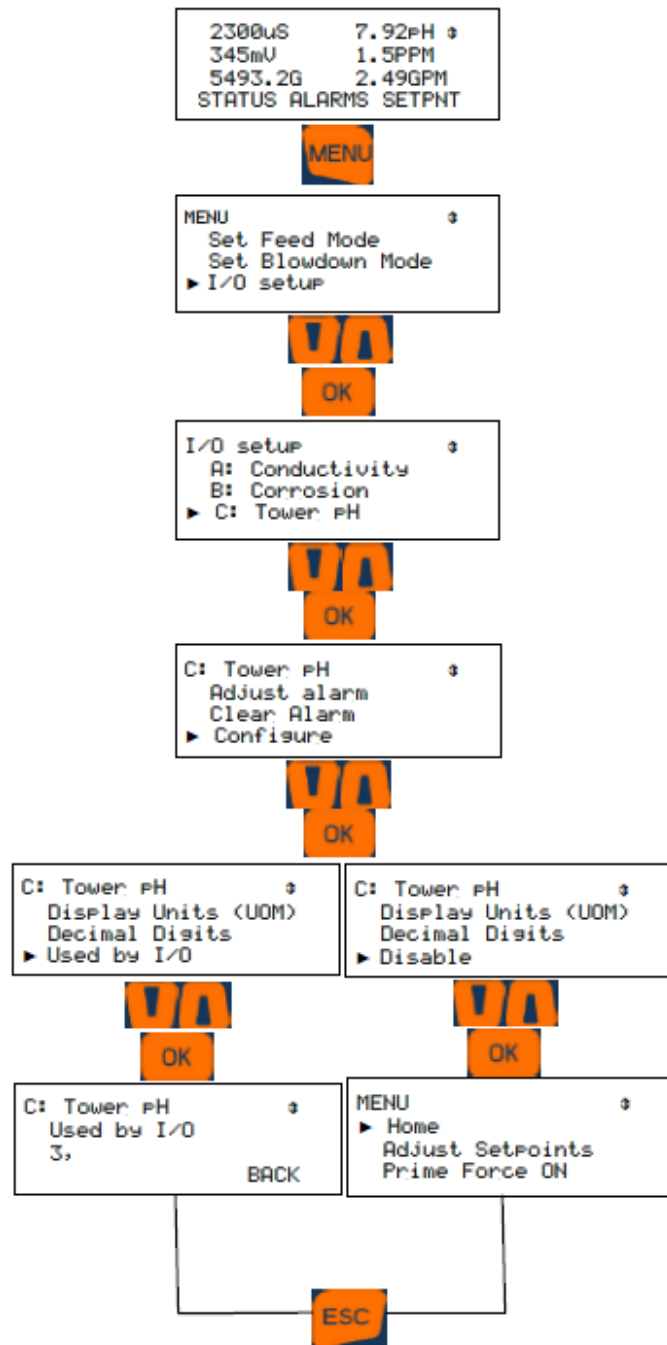 2300uS 7.92pH
345mV 1.5PPM
5493.2G 2.49GPM
STATUS ALARMS SETPNT
MENU
MENU
Set Feed Mode
Set Blowdown Mode
I/O setup
OK
I/O setup
A: Conductivity
B: Corrosion
C: Tower pH
OK
C: Tower pH
Adjust alarm
Clear Alarm
Configure
OK
C: Tower pH
Display Units (UOM)
Decimal Digits
Used by I/O
OK
C: Tower pH
Used by I/O
3,
BACK
C: Tower pH
Display Units (UOM)
Decimal Digits
Disable
OK
MENU
Home
Adjust Setpoints
Prime Force ON
ESC